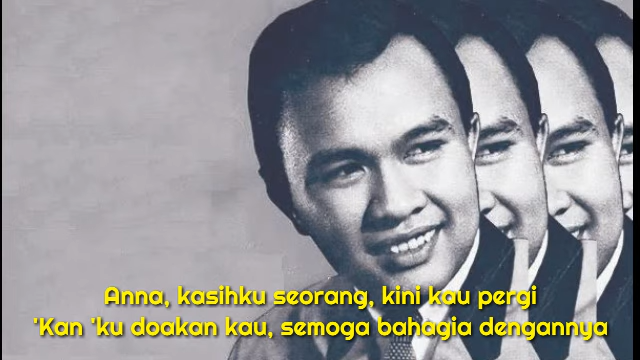 Anna, kasihku seorang, kini kau pergi
'Kan 'ku doakan kau, semoga bahagia dengannya